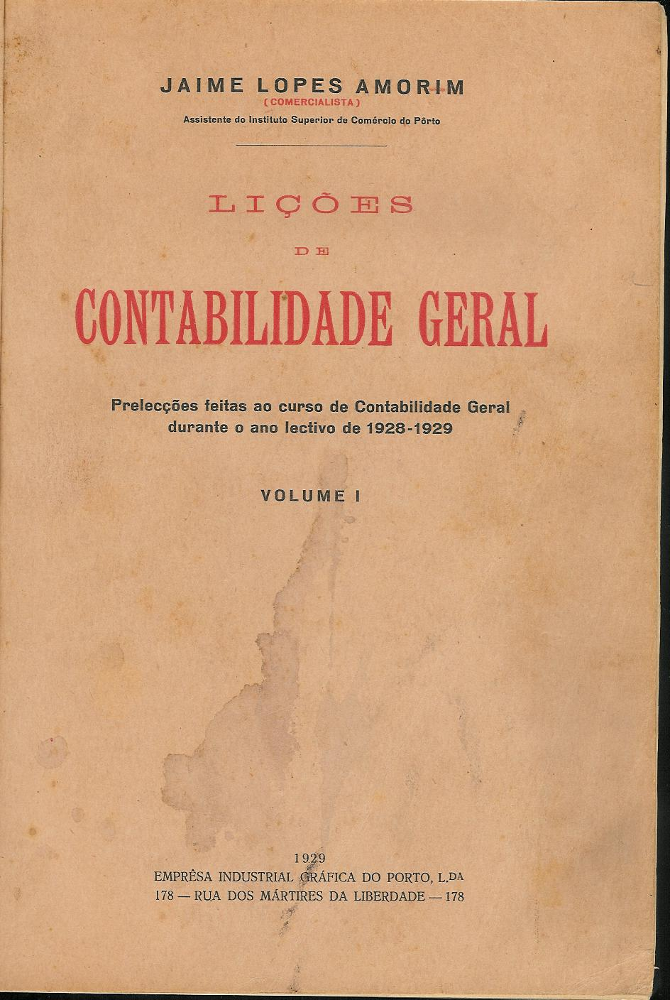 JAIME LOPES AMORIM
(COMERCIALISTA)
Assistente do Instituto Superior de Comércio do Pôrto
LIÇÕES
DE
CONTABILIDADE GERAL
Prelecções feitas ao curso de Contabilidade Geral
durante o ano lectivo de 1928-1929
VOLUME I
1929
EMPRÊSA INDUSTRIAL GRÁFICA DO PORTO, L.DA
178 — RUA DOS MÁRTIRES DA LIBERDADE — 178